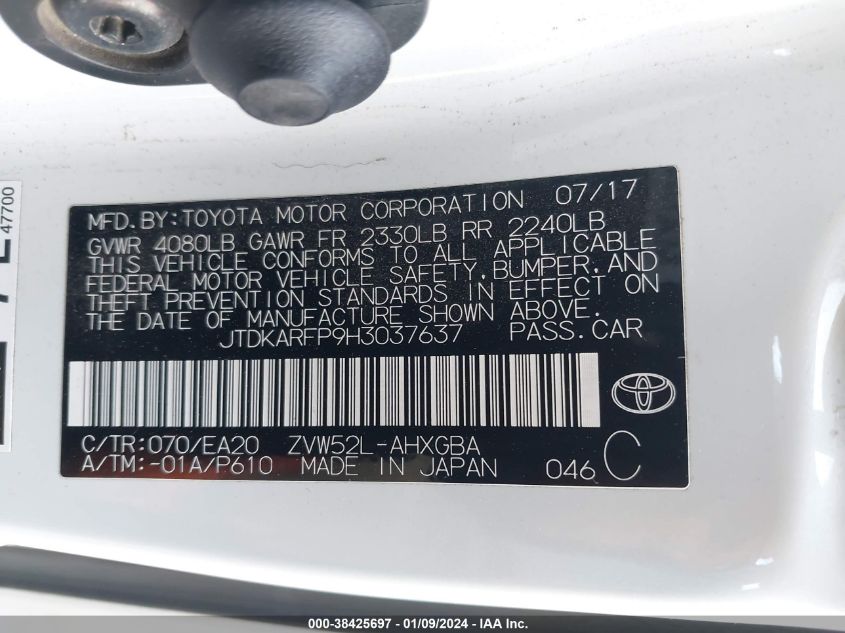 MFD. BY: TOYOTA MOTOR CORPORATION 07/17
GVWR 4080LB GAWR FR 2330LB RR 2240LB
THIS VEHICLE CONFORMS TO ALL APPLICABLE
FEDERAL MOTOR VEHICLE SAFETY, BUMPER, AND
THEFT PREVENTION STANDARDS IN EFFECT ON
THE DATE OF MANUFACTURE SHOWN ABOVE.
JTDKARFP9H3037637 PASS. CAR
C/TR: 070/EA20 ZVW52L-AHXGBA
A/TM: -01A/P610 MADE IN JAPAN 046 C
47700
000-38425697 - 01/09/2024 - IAA Inc.